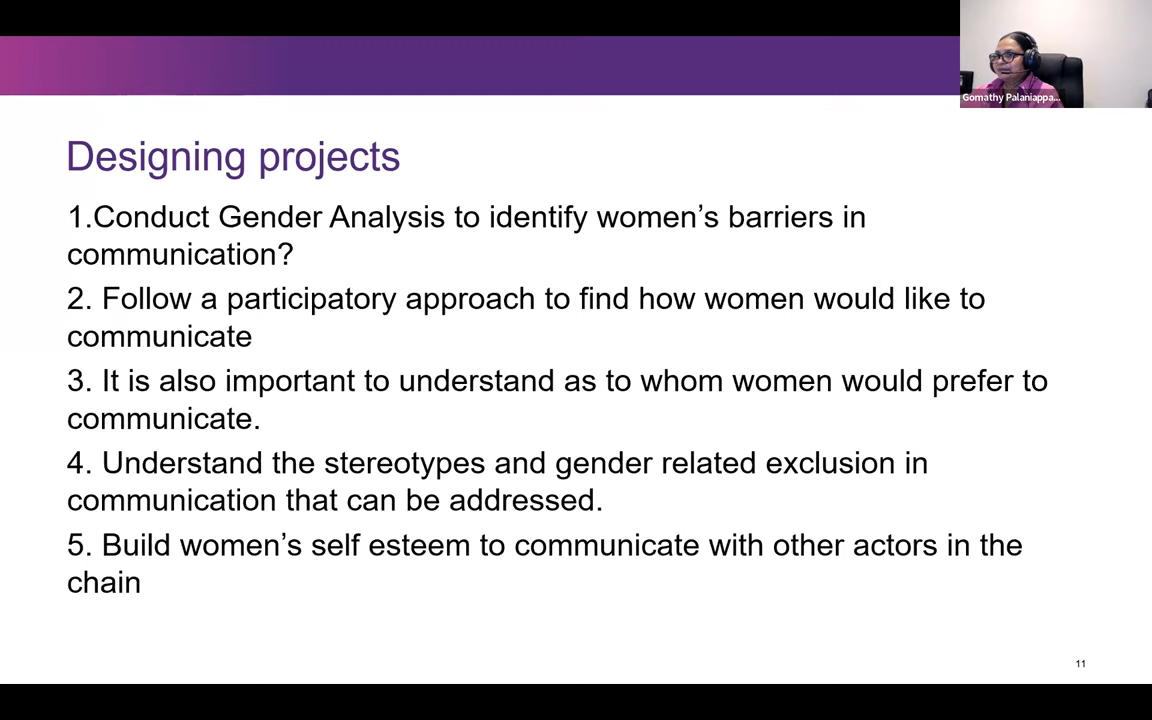 Gomathy Palaniappa...
Designing projects
1.Conduct Gender Analysis to identify women’s barriers in
communication?
2. Follow a participatory approach to find how women would like to
communicate
3. It is also important to understand as to whom women would prefer to
communicate.
4. Understand the stereotypes and gender related exclusion in
communication that can be addressed.
5. Build women’s self esteem to communicate with other actors in the
chain
11